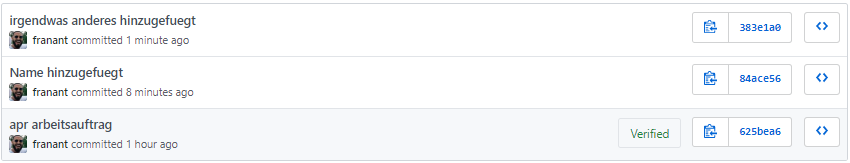 irgendwas anderes hinzugefuegt
franant committed 1 minute ago
383e1a0
Name hinzugefuegt
franant committed 8 minutes ago
84ace56
apr arbeitsauftrag
franant committed 1 hour ago
Verified
625bea6